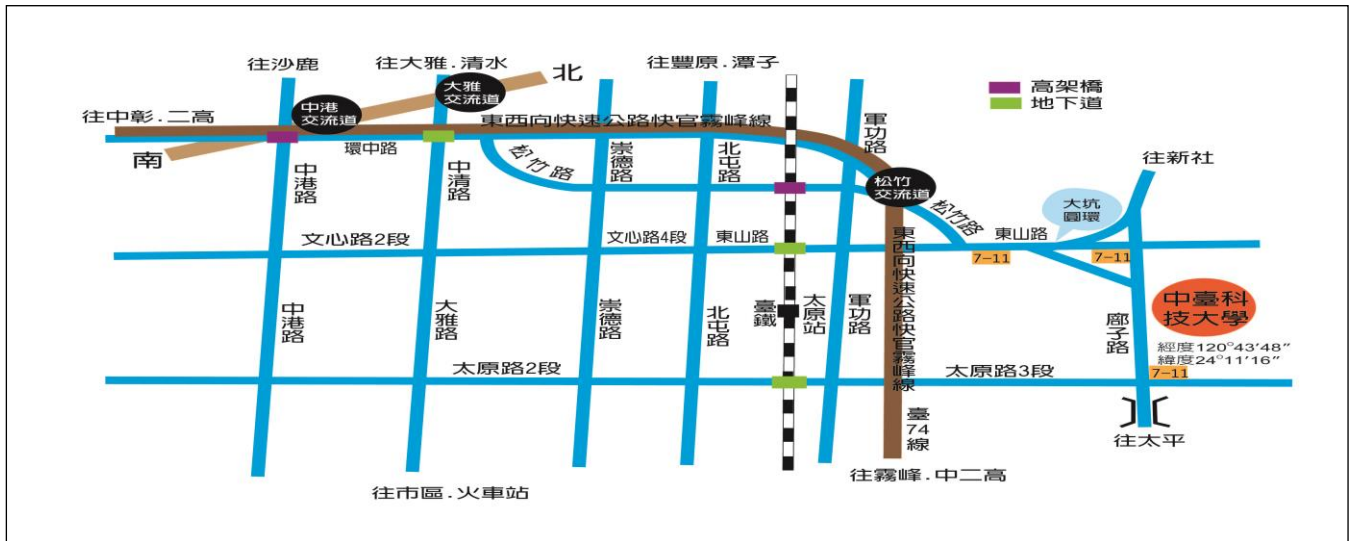 往沙鹿
往大雅.清水
北
往豐原.潭子
高架橋
地下道
大雅
交流道
中港
交流道
往中彰.二高
東西向快速公路快官霧峰線
軍功路
南
環中路
中港路
中清路
松竹路
崇德路
北屯路
松竹
交流道
往新社
大坑
圓環
松竹路
文心路2段
文心路4段
東山路
東山路
7-11
7-11
東西向快速公路快官霧峰線
中港路
大雅路
崇德路
北屯路
臺鐵
太原站
軍功路
廍子路
中臺科
技大學
經度120°43'48"
緯度24°11'16"
7-11
太原路2段
太原路3段
臺74線
往太平
往市區.火車站
往霧峰.中二高